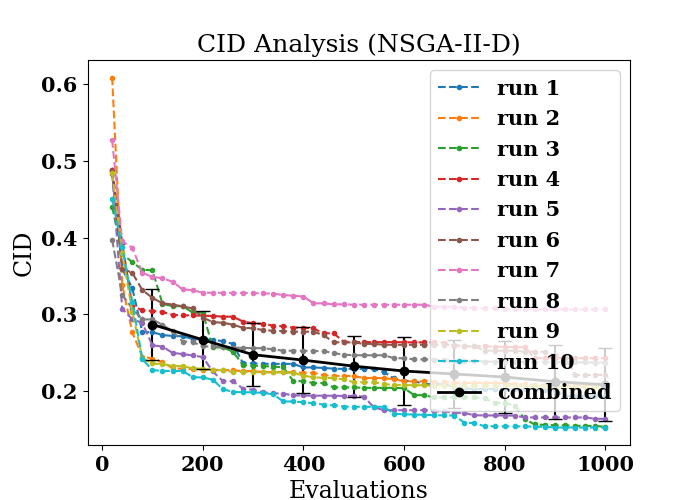 CID Analysis (NSGA-II-D)
0.6
0.5
0.4
0.3
0.2
CID
0
200
400
600
800
1000
Evaluations
run 1
run 2
run 3
run 4
run 5
run 6
run 7
run 8
run 9
run 10
combined